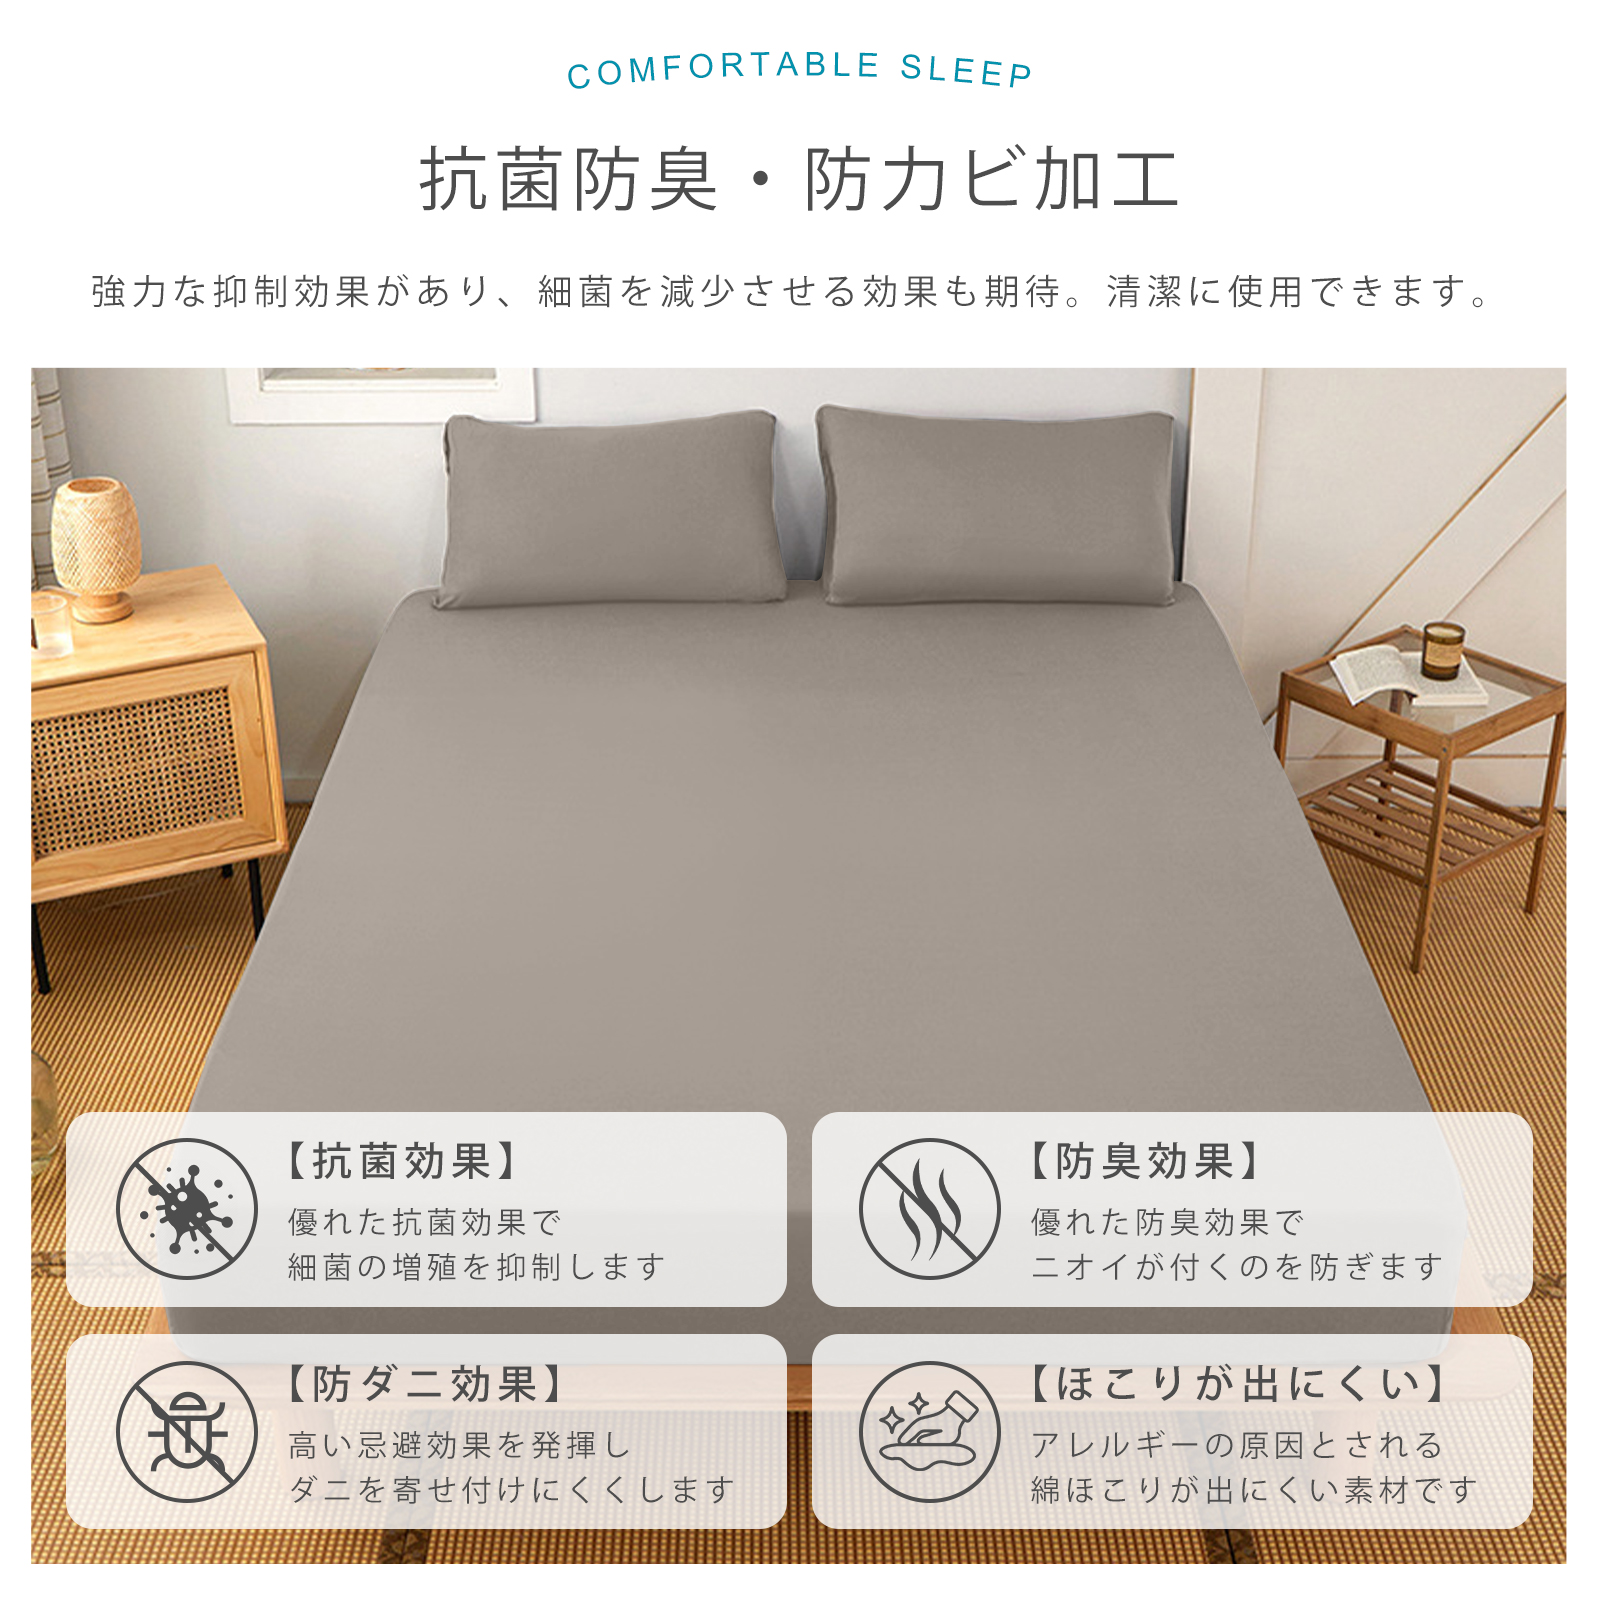 COMFORTABLE SLEEP
抗菌防臭・防カビ加工
強力な抑制効果があり、細菌を減少させる効果も期待。清潔に使用できます。
【抗菌効果】
優れた抗菌効果で
細菌の増殖を抑制します
【防臭効果】
優れた防臭効果で
ニオイが付くのを防ぎます
【防ダニ効果】
高い忌避効果を発揮し
ダニを寄せ付けにくくします
【ほこりが出にくい】
アレルギーの原因とされる
綿ほこりが出にくい素材です